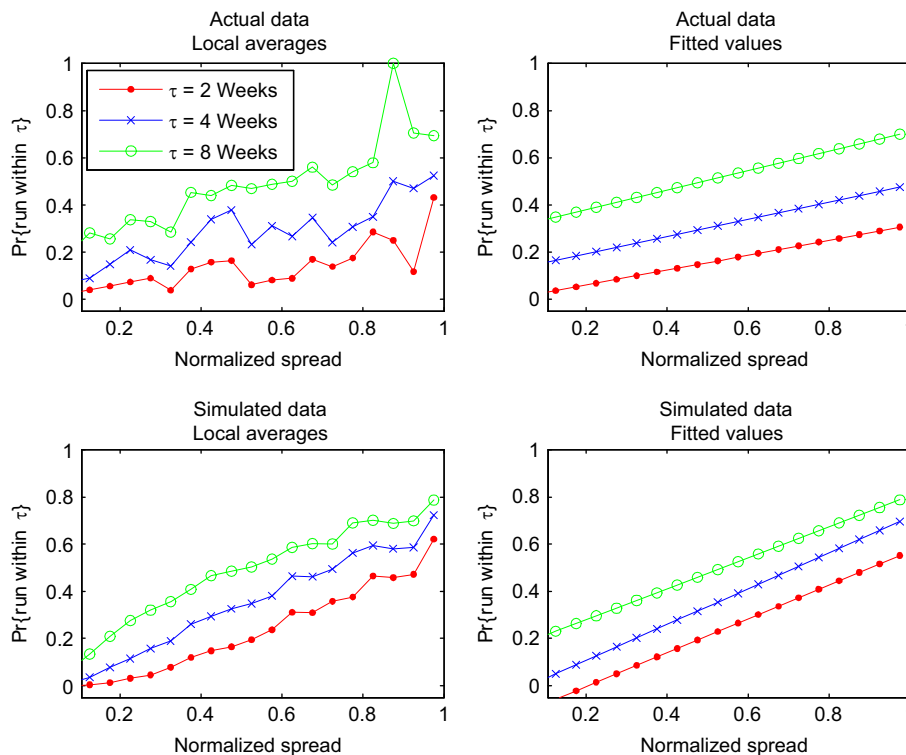 Actual data
Local averages
Pr{run within τ}
1
0.8
0.6
0.4
0.2
0
τ = 2 Weeks
τ = 4 Weeks
τ = 8 Weeks
0.2 0.4 0.6 0.8 1
Normalized spread
Actual data
Fitted values
Pr{run within τ}
1
0.8
0.6
0.4
0.2
0
0.2 0.4 0.6 0.8
Normalized spread
Simulated data
Local averages
Pr{run within τ}
1
0.8
0.6
0.4
0.2
0
0.2 0.4 0.6 0.8 1
Normalized spread
Simulated data
Fitted values
Pr{run within τ}
1
0.8
0.6
0.4
0.2
0
0.2 0.4 0.6 0.8
Normalized spread